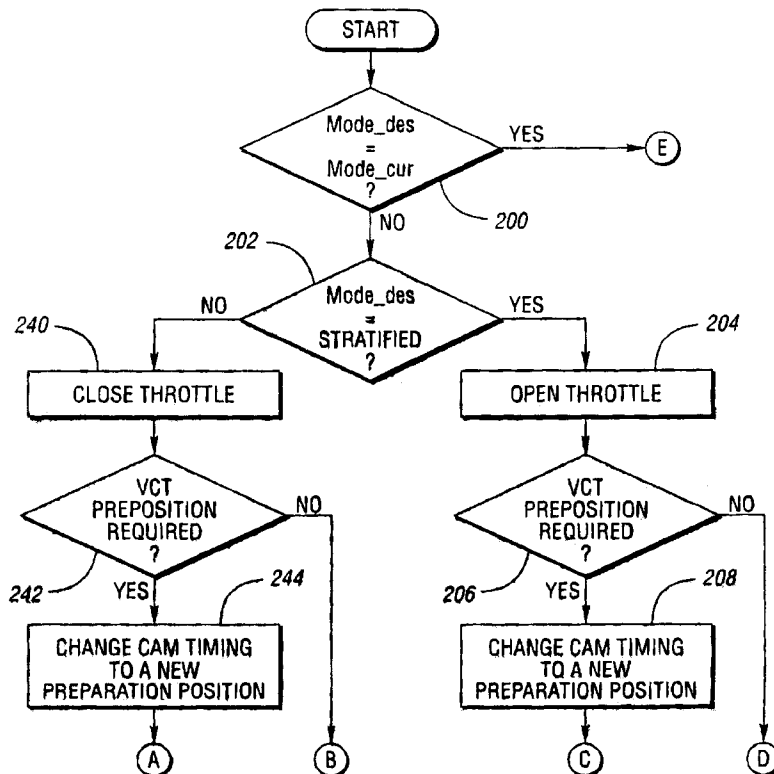 START
Mode_des
=
Mode_cur
?
YES
E
200
NO
202
Mode_des
=
STRATIFIED
?
NO
YES
240
204
CLOSE THROTTLE
OPEN THROTTLE
VCT
PREPOSITION
REQUIRED
?
NO
242
YES
244
VCT
PREPOSITION
REQUIRED
?
NO
206
YES
208
CHANGE CAM TIMING
TO A NEW
PREPARATION POSITION
CHANGE CAM TIMING
TO A NEW
PREPARATION POSITION
A
B
C
D